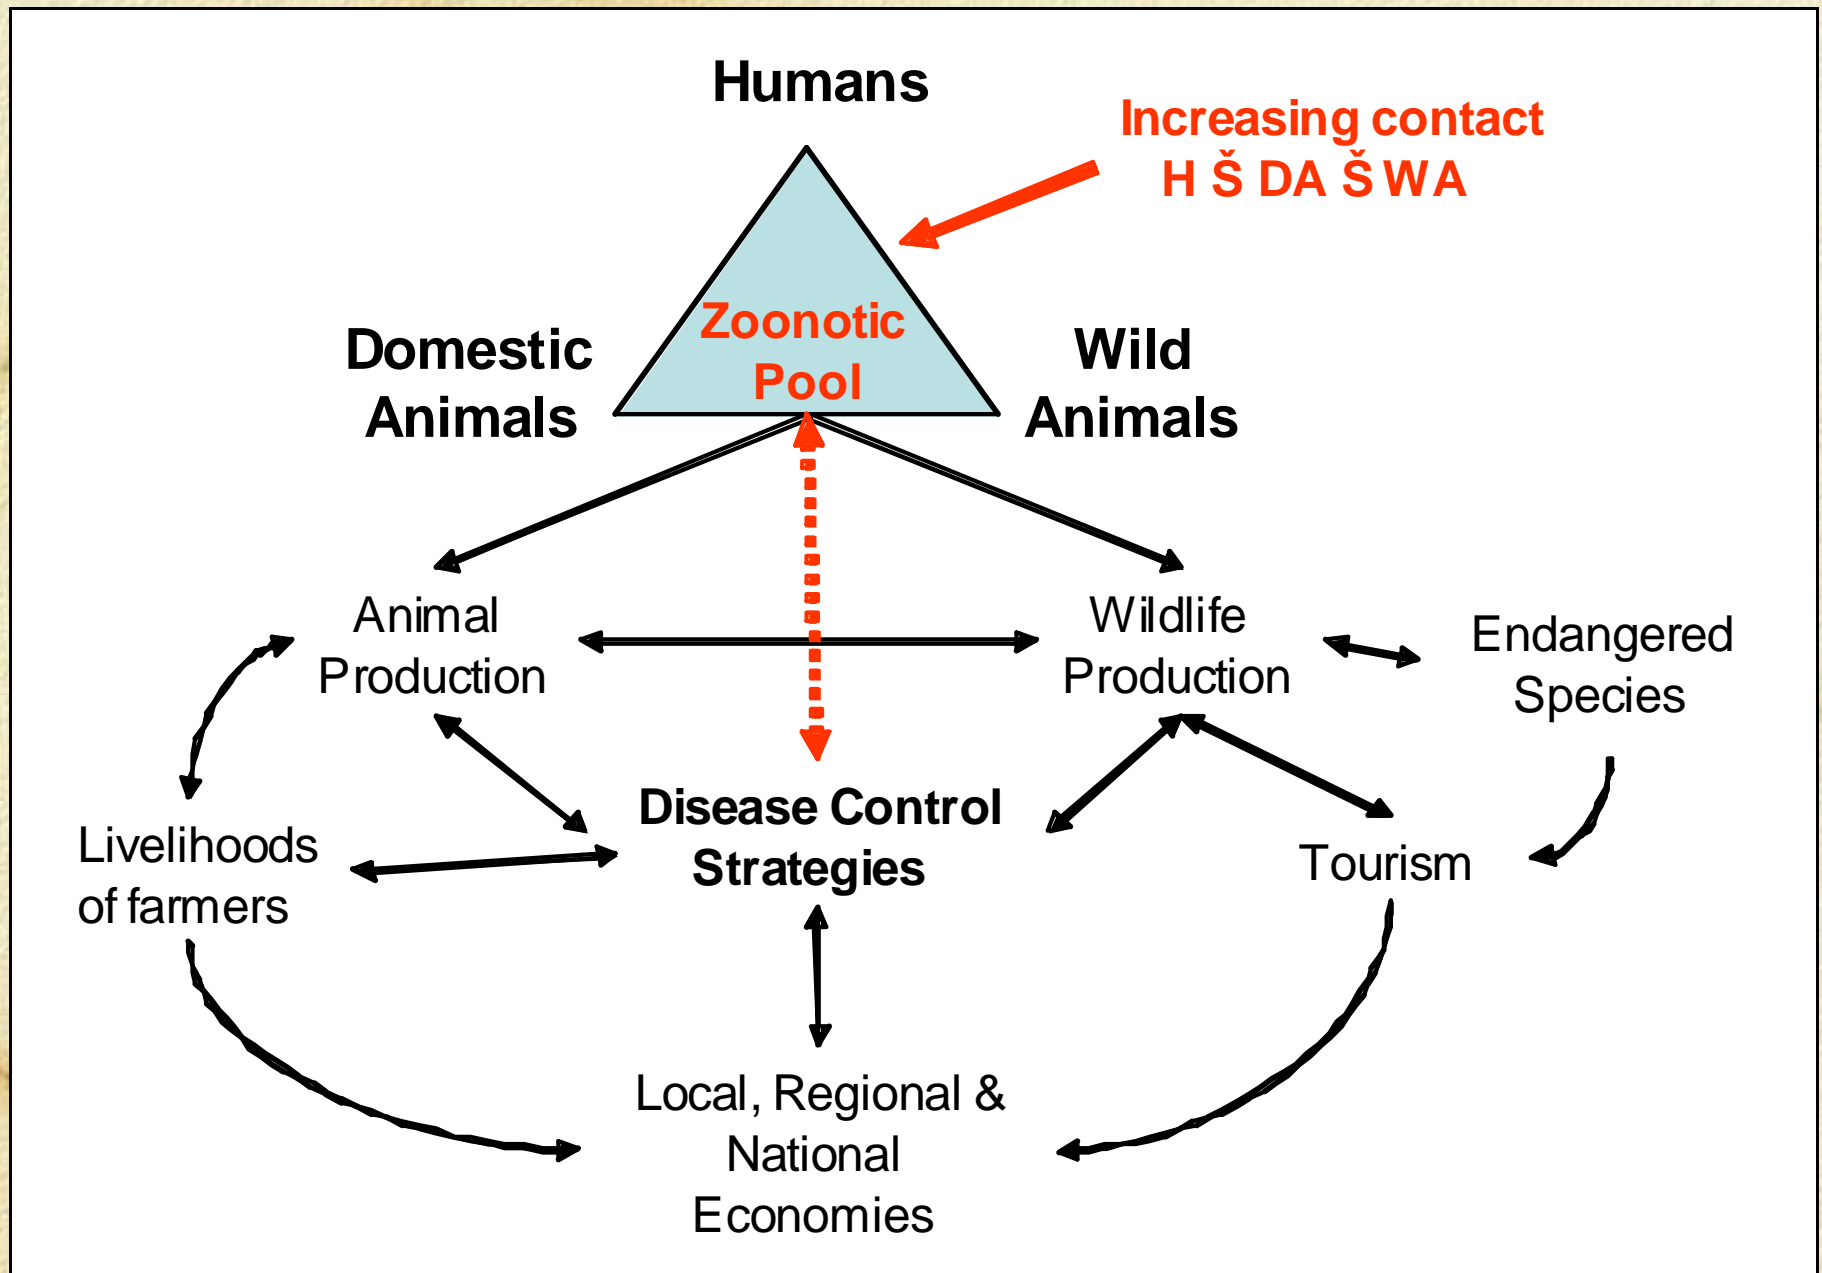 Humans
Increasing contact
H Š DA Š WA
Zoonotic
Pool
Domestic
Animals
Wild
Animals
Animal
Production
Wildlife
Production
Endangered
Species
Disease Control
Strategies
Livelihoods
of farmers
Tourism
Local, Regional &
National
Economies